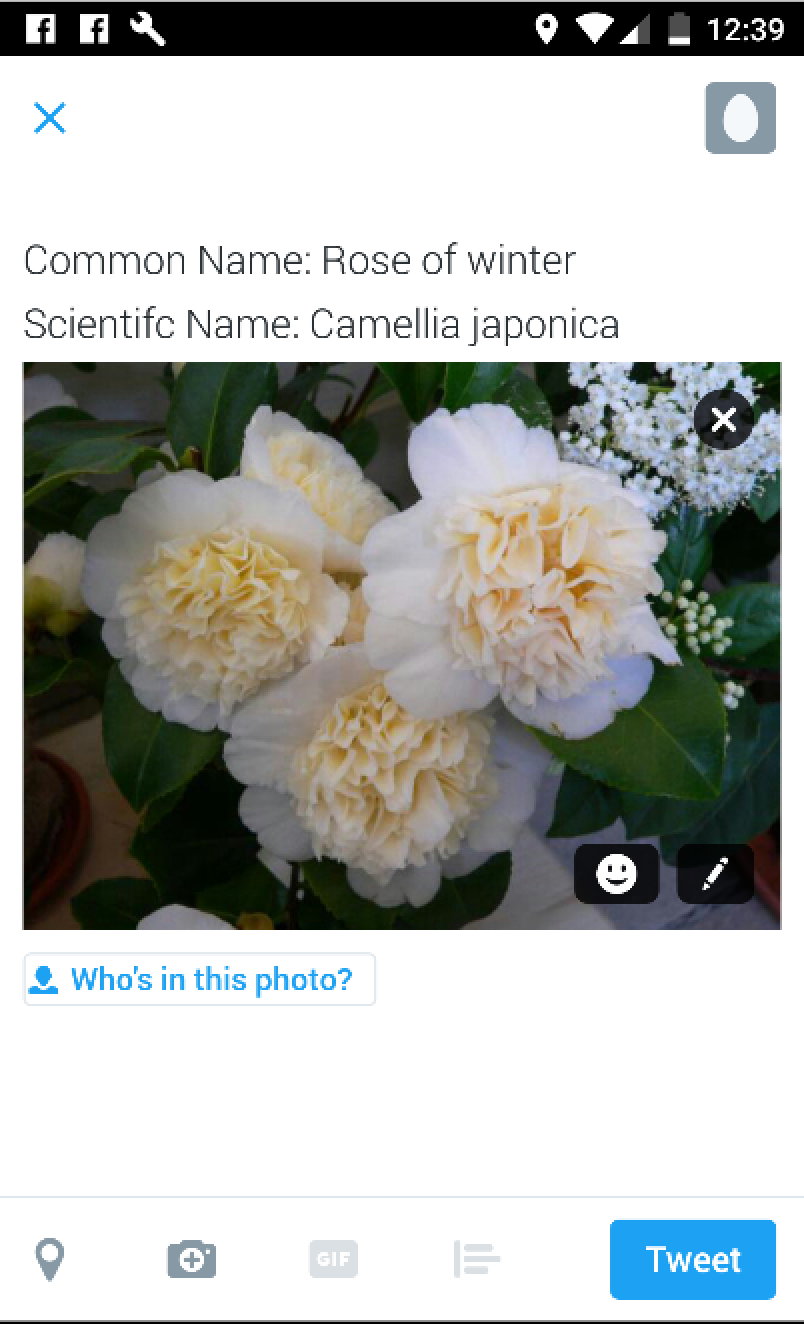 12:39
Common Name: Rose of winter
Scientifc Name: Camellia japonica
Who's in this photo?
GIF
Tweet